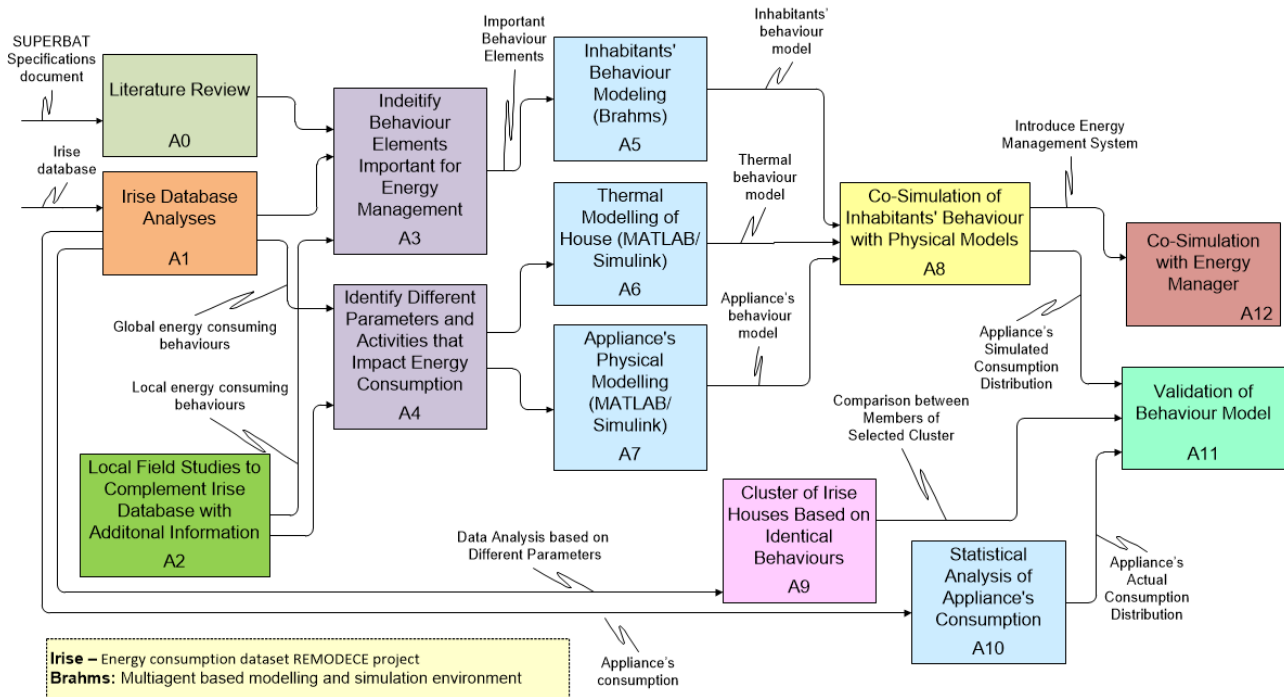 SUPERBAT
Specifications
document
Literature Review
A0
Irise
database
Irise Database
Analyses
A1
Indeitify
Behaviour
Elements
Important for
Energy
Management
A3
Important
Behaviour
Elements
Inhabitants'
Behaviour
Modeling
(Brahms)
A5
Inhabitants'
behaviour
model
Thermal
Modelling of
House (MATLAB/
Simulink)
A6
Thermal
behaviour
model
Co-Simulation of
Inhabitants' Behaviour
with Physical Models
A8
Introduce Energy
Management System
Co-Simulation
with Energy
Manager
A12
Global energy consuming
behaviours
Local energy consuming
behaviours
Identify Different
Parameters and
Activities that
Impact Energy
Consumption
A4
Appliance's
Physical
Modelling
(MATLAB/
Simulink)
A7
Appliance's
behaviour
model
Appliance's
Simulated
Consumption
Distribution
Comparison between
Members of
Selected Cluster
Validation of
Behaviour Model
A11
Local Field Studies to
Complement Irise
Database with
Additonal Information
A2
Data Analysis based on
Different Parameters
Cluster of Irise
Houses Based on
Identical
Behaviours
A9
Statistical
Analysis of
Appliance's
Consumption
A10
Appliance's
Actual
Consumption
Distribution
Appliance's
consumption
Irise – Energy consumption dataset REMODECE project
Brahms: Multiagent based modelling and simulation environment